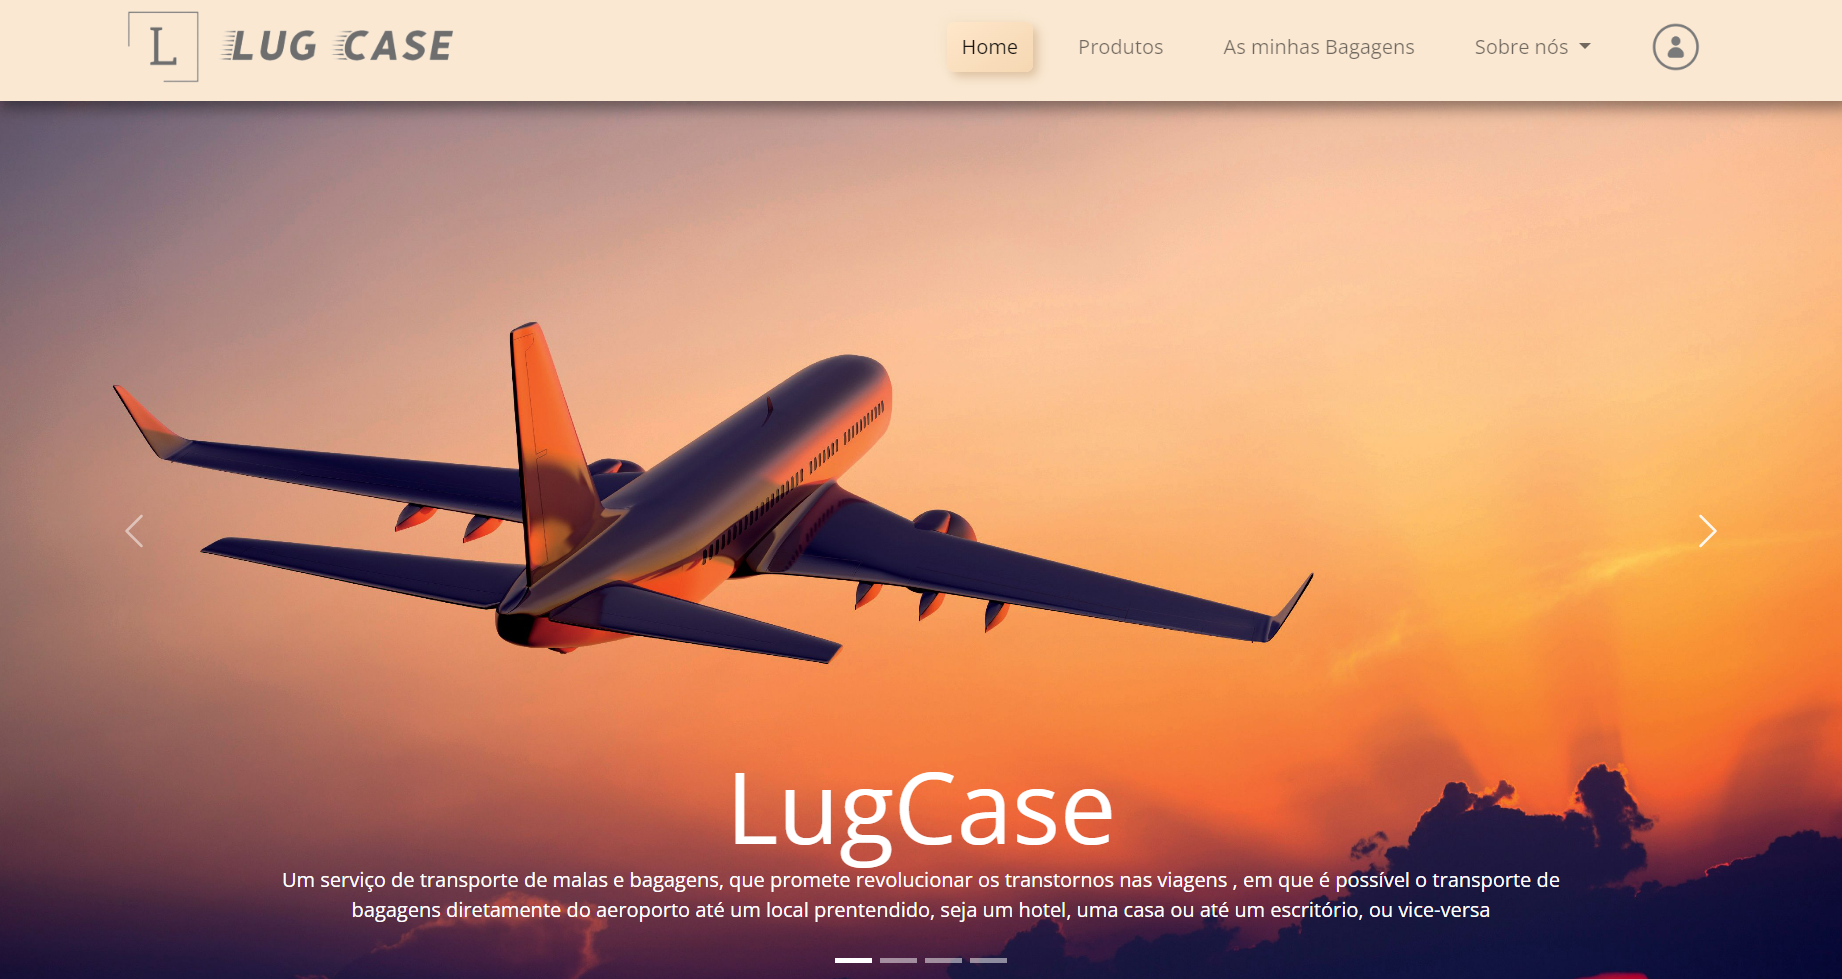 L LUG CASE
Home Produtos As minhas Bagagens Sobre nós
LugCase
Um serviço de transporte de malas e bagagens, que promete revolucionar os transtornos nas viagens , em que é possível o transporte de
bagagens diretamente do aeroporto até um local prentendido, seja um hotel, uma casa ou até um escritório, ou vice-versa